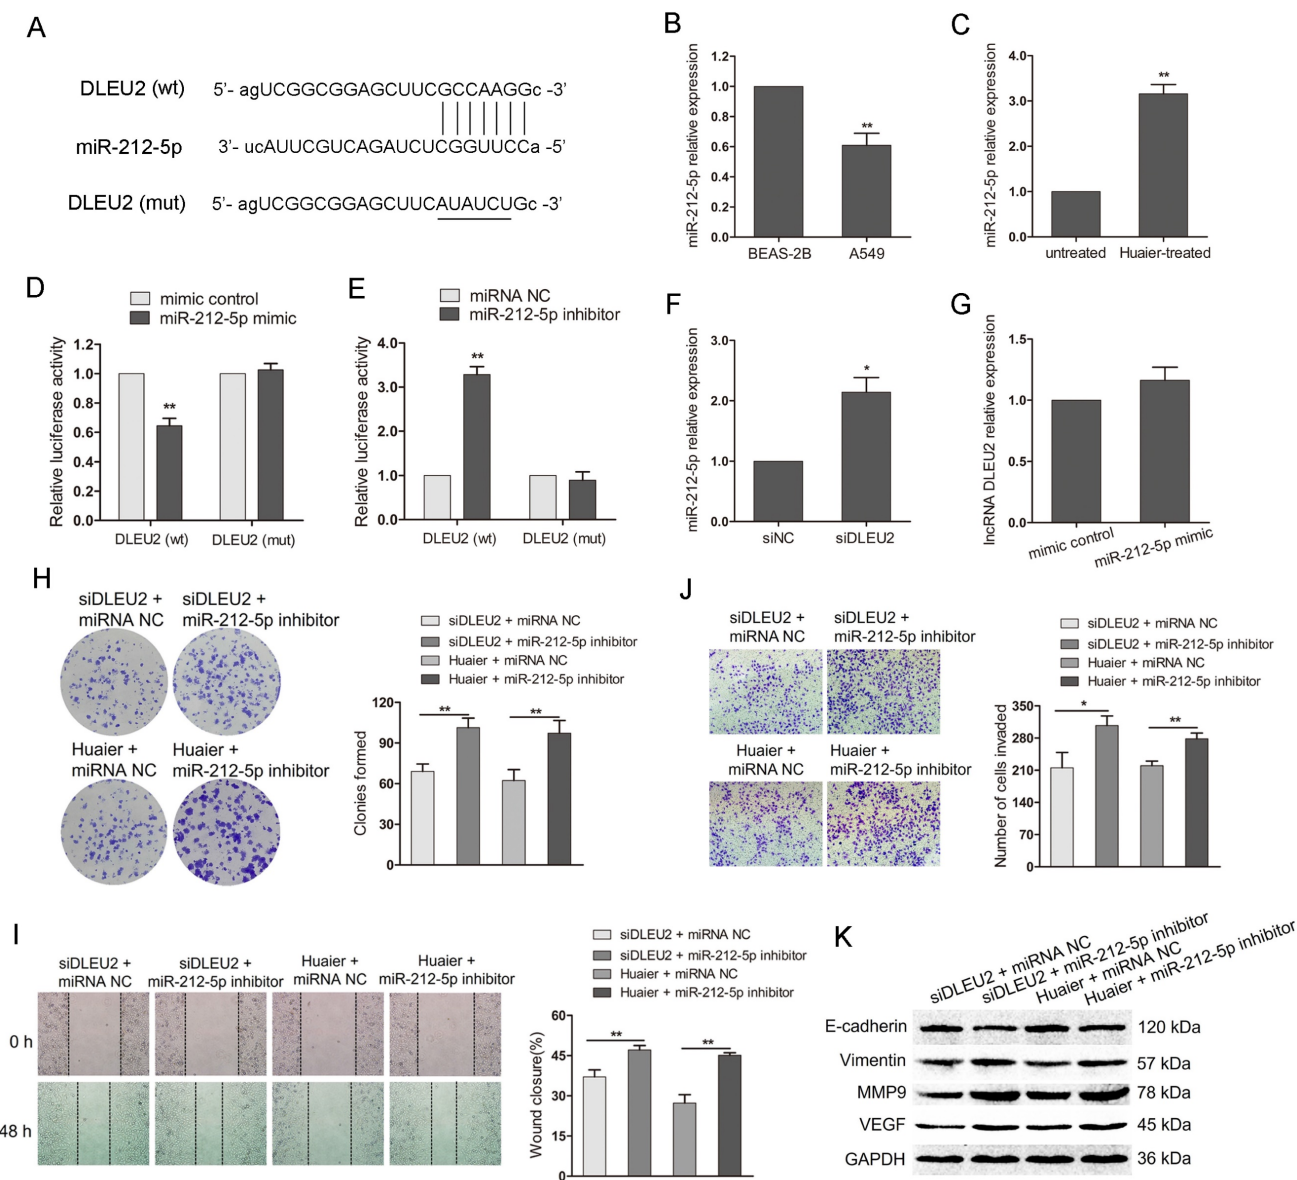 A
DLEU2 (wt) 5'- agUCGGCGGAGCUUCGCCAAGGc -3'
miR-212-5p 3'- ucAUUCGUCAGAUCUCGGUUCCa -5'
DLEU2 (mut) 5'- agUCGGCGGAGCUUCAUAUCUGc -3'
B
miR-212-5p relative expression
1.2
1.0
0.8
0.6
0.4
0.2
0.0
**
BEAS-2B A549
C
miR-212-5p relative expression
4.0
3.0
2.0
1.0
0.0
**
untreated Huaier-treated
D
mimic control
miR-212-5p mimic
Relative luciferase activity
1.2
1.0
0.8
0.6
0.4
0.2
0.0
**
DLEU2 (wt) DLEU2 (mut)
E
miRNA NC
miR-212-5p inhibitor
Relative luciferase activity
4.0
3.0
2.0
1.0
0.0
**
DLEU2 (wt) DLEU2 (mut)
F
miR-212-5p relative expression
3.0
2.0
1.0
0.0
*
siNC siDLEU2
G
lncRNA DLEU2 relative expression
1.5
1.0
0.5
0.0
mimic control miR-212-5p mimic
H
siDLEU2 +
miRNA NC
siDLEU2 +
miR-212-5p inhibitor
Huaier +
miRNA NC
Huaier +
miR-212-5p inhibitor
siDLEU2 + miRNA NC
siDLEU2 + miR-212-5p inhibitor
Huaier + miRNA NC
Huaier + miR-212-5p inhibitor
Clonies formed
120
90
60
30
0
** **
J
siDLEU2 +
miRNA NC
siDLEU2 +
miR-212-5p inhibitor
Huaier +
miRNA NC
Huaier +
miR-212-5p inhibitor
siDLEU2 + miRNA NC
siDLEU2 + miR-212-5p inhibitor
Huaier + miRNA NC
Huaier + miR-212-5p inhibitor
Number of cells invaded
350
280
210
140
70
0
* **
I
siDLEU2 +
miRNA NC
siDLEU2 +
miR-212-5p inhibitor
Huaier +
miRNA NC
Huaier +
miR-212-5p inhibitor
0 h
48 h
siDLEU2 + miRNA NC
siDLEU2 + miR-212-5p inhibitor
Huaier + miRNA NC
Huaier + miR-212-5p inhibitor
Wound closure(%)
60
45
30
15
0
** **
K
siDLEU2 + miRNA NC
siDLEU2 + miR-212-5p inhibitor
Huaier + miRNA NC
Huaier + miR-212-5p inhibitor
E-cadherin 120 kDa
Vimentin 57 kDa
MMP9 78 kDa
VEGF 45 kDa
GAPDH 36 kDa